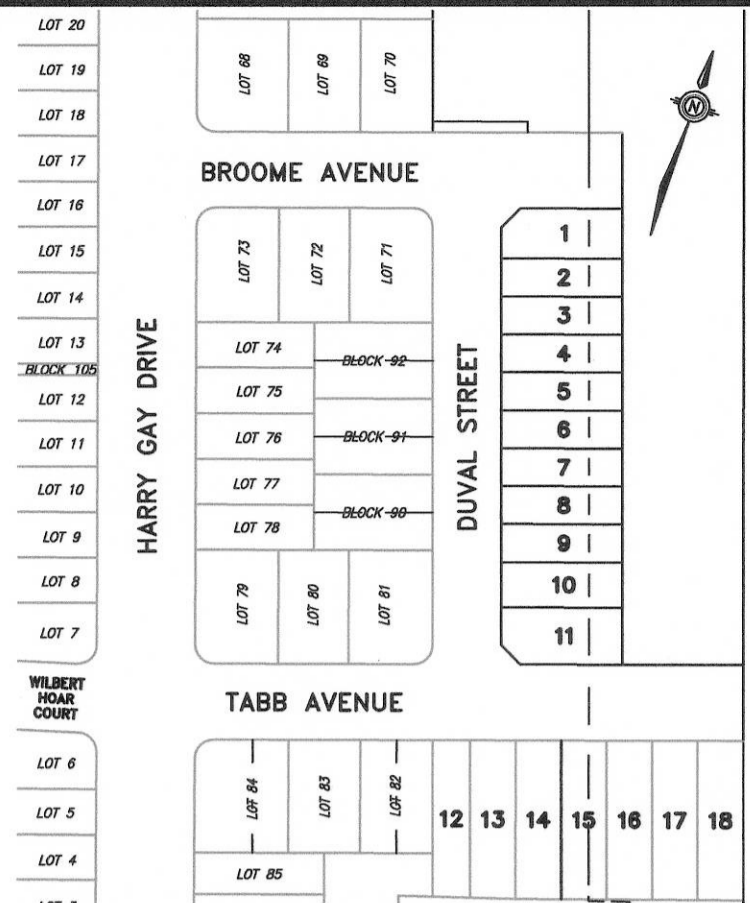 LOT 20
LOT 19
LOT 18
LOT 17
LOT 16
LOT 15
LOT 14
LOT 13
BLOCK 105
LOT 12
LOT 11
LOT 10
LOT 9
LOT 8
LOT 7
WILBERT
HOAR
COURT
LOT 6
LOT 5
LOT 4
HARRY GAY DRIVE
LOT 68
LOT 69
LOT 70
BROOME AVENUE
LOT 73
LOT 72
LOT 71
LOT 74
LOT 75
LOT 76
LOT 77
LOT 78
BLOCK 92
BLOCK 91
BLOCK 90
LOT 79
LOT 80
LOT 81
DUVAL STREET
N
1
2
3
4
5
6
7
8
9
10
11
TABB AVENUE
LOT 84
LOT 83
LOT 82
12
13
14
15
16
17
18
LOT 85